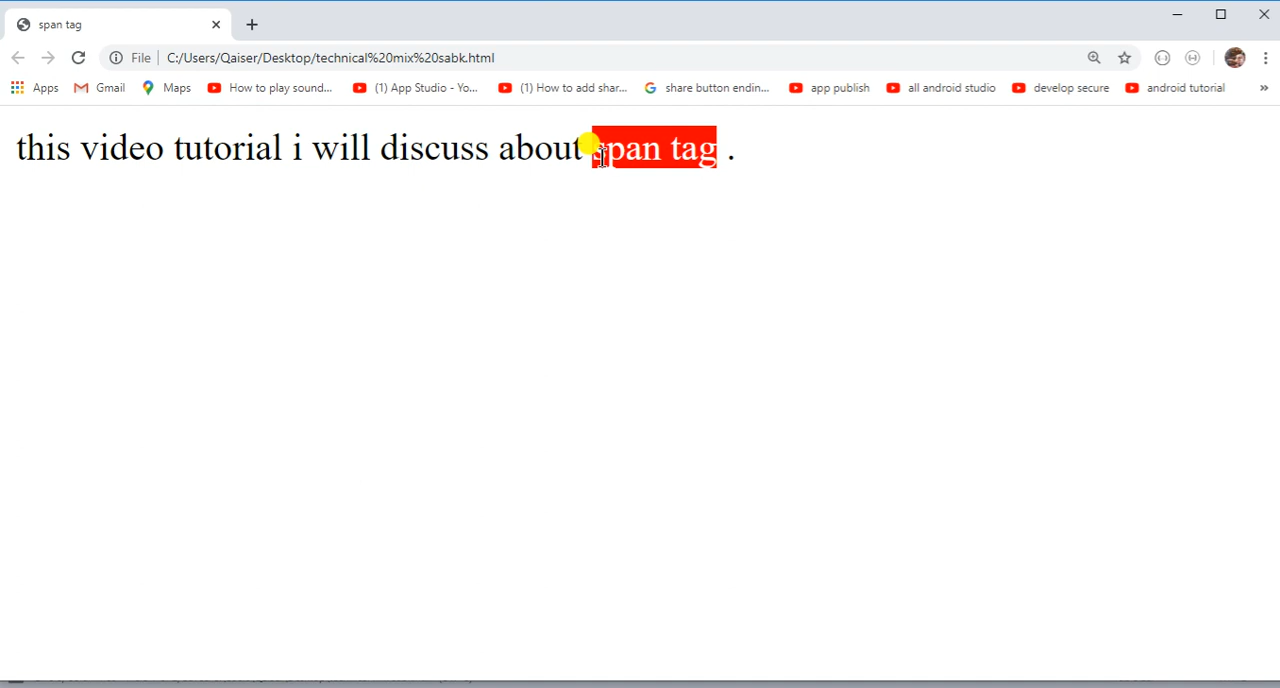 span tag
File C:/Users/Qaiser/Desktop/technical%20mix%20sabk.html
Apps Gmail Maps How to play sound... (1) App Studio - Yo... (1) How to add shar... share button endin... app publish all android studio develop secure android tutorial »
this video tutorial i will discuss about span tag .